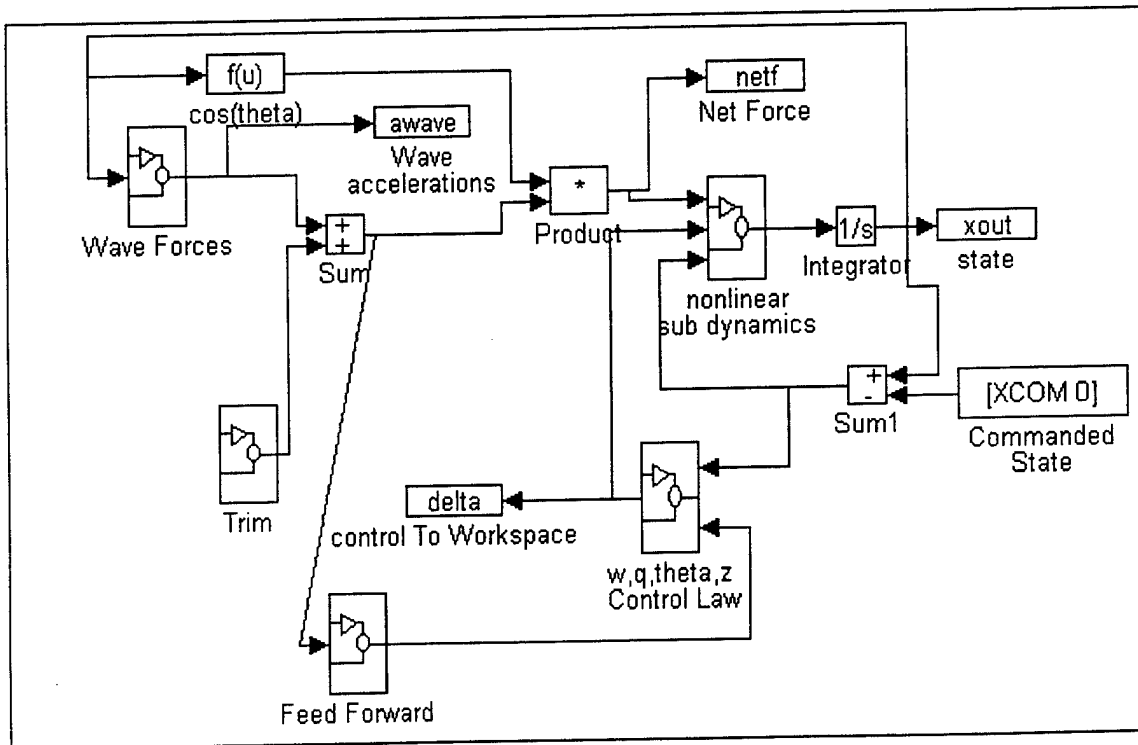 f(u)
cos(theta)
netf
Net Force
awave
Wave
accelerations
Wave Forces
+
+
Sum
*
Product
nonlinear
sub dynamics
1/s
Integrator
xout
state
+
-
Sum1
[XCOM 0]
Commanded
State
Trim
delta
control To Workspace
w,q,theta,z
Control Law
Feed Forward